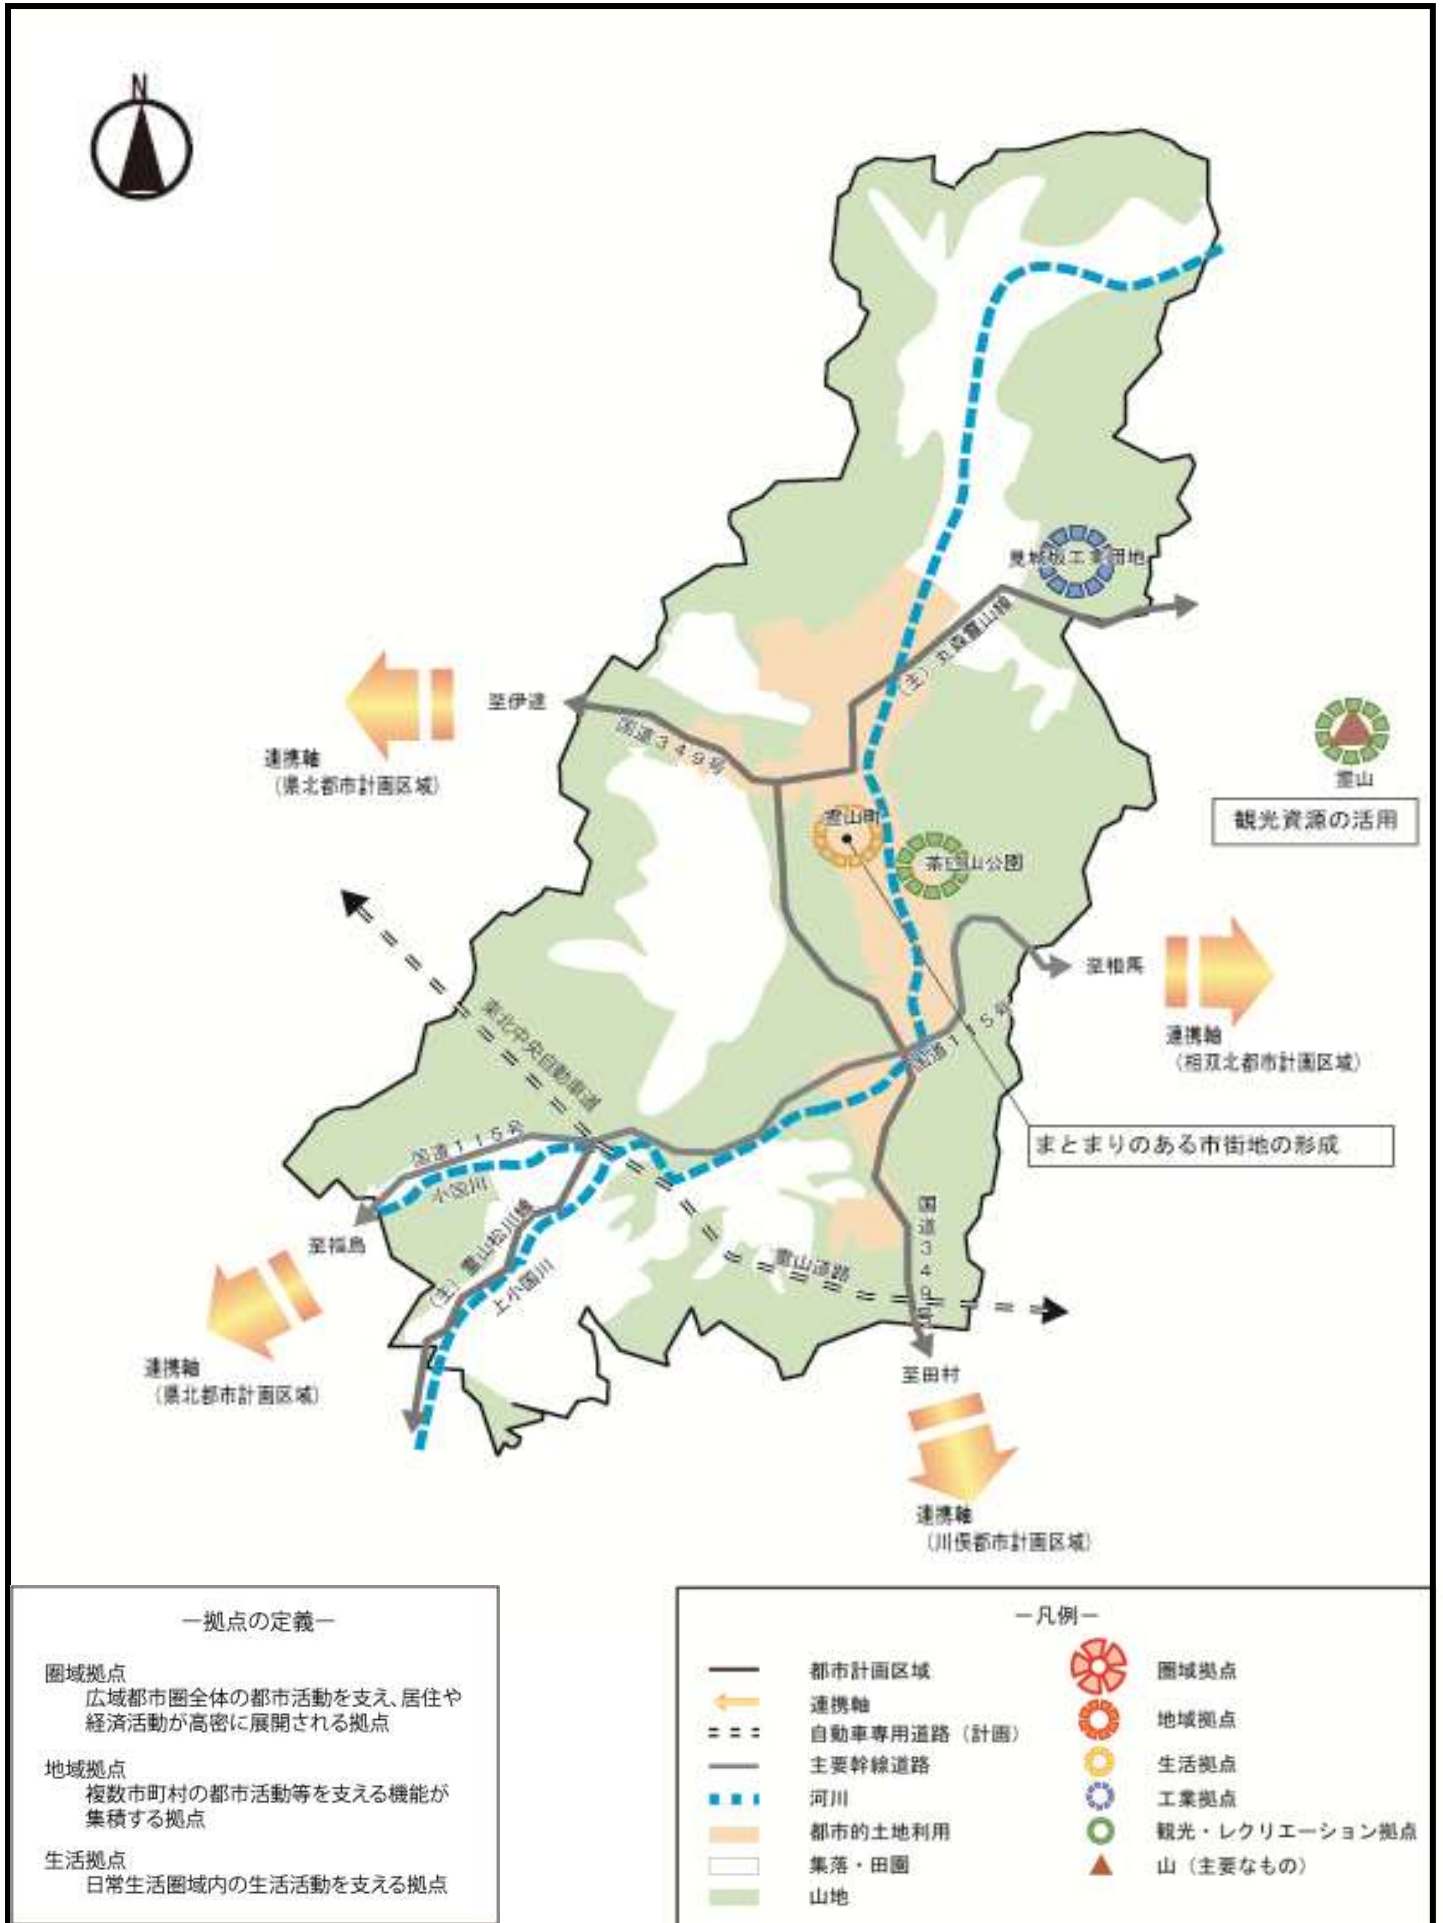 N
見城坂工業団地
(主)丸森霊山線
至伊達
国道349号
連携軸
(県北都市計画区域)
霊山
観光資源の活用
霊山町
茶臼山公園
至相馬
連携軸
(相双北都市計画区域)
東北中央自動車道
国道115号
まとまりのある市街地の形成
国道115号
小国川
至福島
(主)霊山松川線
上小国川
霊山道路
国道349号
連携軸
(県北都市計画区域)
至田村
連携軸
(川俣都市計画区域)
－拠点の定義－
圏域拠点
広域都市圏全体の都市活動を支え、居住や
経済活動が高密に展開される拠点
地域拠点
複数市町村の都市活動等を支える機能が
集積する拠点
生活拠点
日常生活圏域内の生活活動を支える拠点
－凡例－
都市計画区域
連携軸
自動車専用道路（計画）
主要幹線道路
河川
都市的土地利用
集落・田園
山地
圏域拠点
地域拠点
生活拠点
工業拠点
観光・レクリエーション拠点
山（主要なもの）